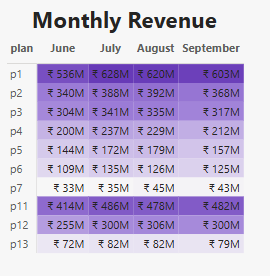 Monthly Revenue
plan June July August September
p1 ₹ 536M ₹ 628M ₹ 620M ₹ 603M
p2 ₹ 340M ₹ 388M ₹ 392M ₹ 368M
p3 ₹ 304M ₹ 341M ₹ 335M ₹ 317M
p4 ₹ 200M ₹ 237M ₹ 229M ₹ 212M
p5 ₹ 144M ₹ 172M ₹ 179M ₹ 157M
p6 ₹ 109M ₹ 135M ₹ 126M ₹ 125M
p7 ₹ 33M ₹ 35M ₹ 45M ₹ 43M
p11 ₹ 414M ₹ 486M ₹ 478M ₹ 482M
p12 ₹ 255M ₹ 300M ₹ 306M ₹ 300M
p13 ₹ 72M ₹ 82M ₹ 82M ₹ 79M